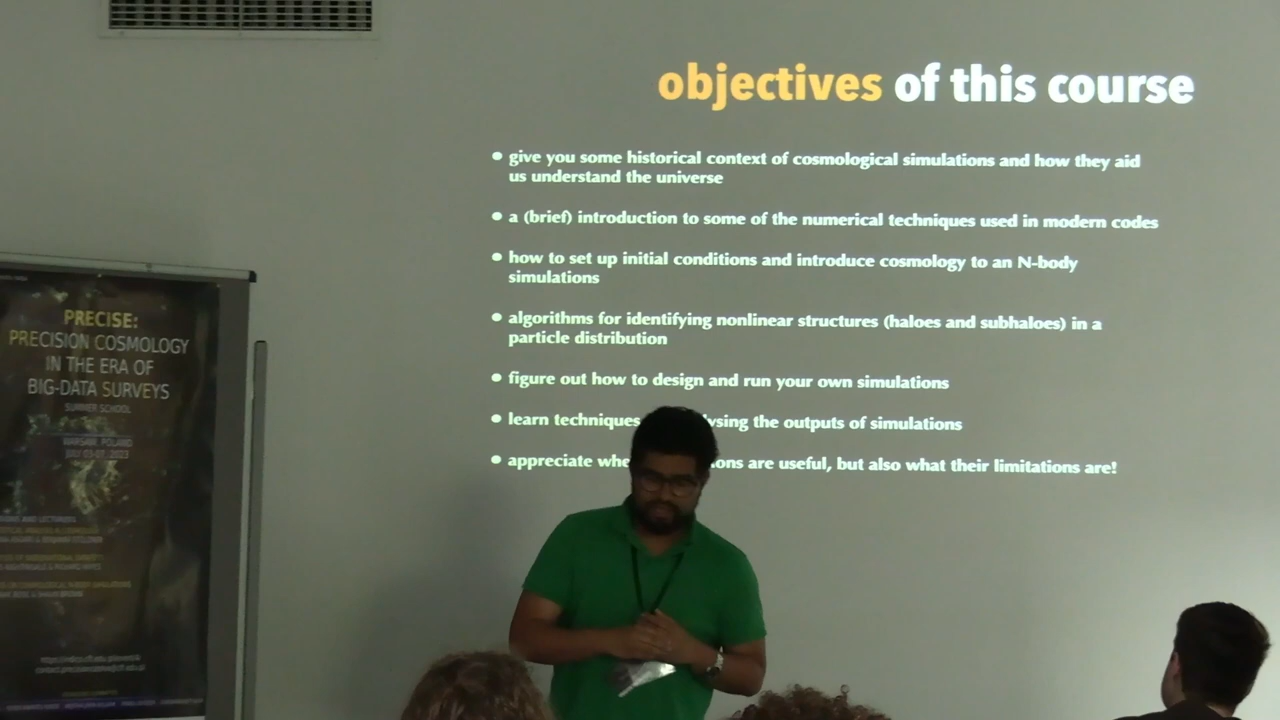 objectives of this course
• give you some historical context of cosmological simulations and how they aid
us understand the universe
• a (brief) introduction to some of the numerical techniques used in modern codes
• how to set up initial conditions and introduce cosmology to an N-body
simulations
• algorithms for identifying nonlinear structures (haloes and subhaloes) in a
particle distribution
• figure out how to design and run your own simulations
• learn techniques the outputs of simulations
• appreciate are useful, but also what their limitations are!
PRECISE:
PRECISION COSMOLOGY
IN THE ERA OF
BIG-DATA SURVEYS
SUMMER SCHOOL
WARSAW, POLAND
JULY 03-07, 2023